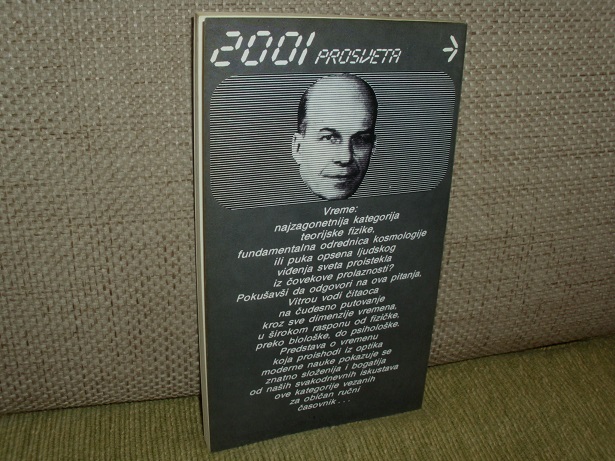 2001 PROSVETA →
Vreme:
najzagonetnija kategorija
teorijske fizike,
fundamentalna odrednica kosmologije
ili puka opsena ljudskog
viđenja sveta proistekla
iz čovekove prolaznosti?
Pokušavši da odgovori na ova pitanja,
Vitrou vodi čitaoca
na čudesno putovanje
kroz sve dimenzije vremena,
u širokom rasponu od fizičke,
preko biološke, do psihološke.
Predstava o vremenu
koja proishodi iz optika
moderne nauke pokazuje se
znatno složenija i bogatija
od naših svakodnevnih iskustava
ove kategorije vezanih
za običan ručni
časovnik...